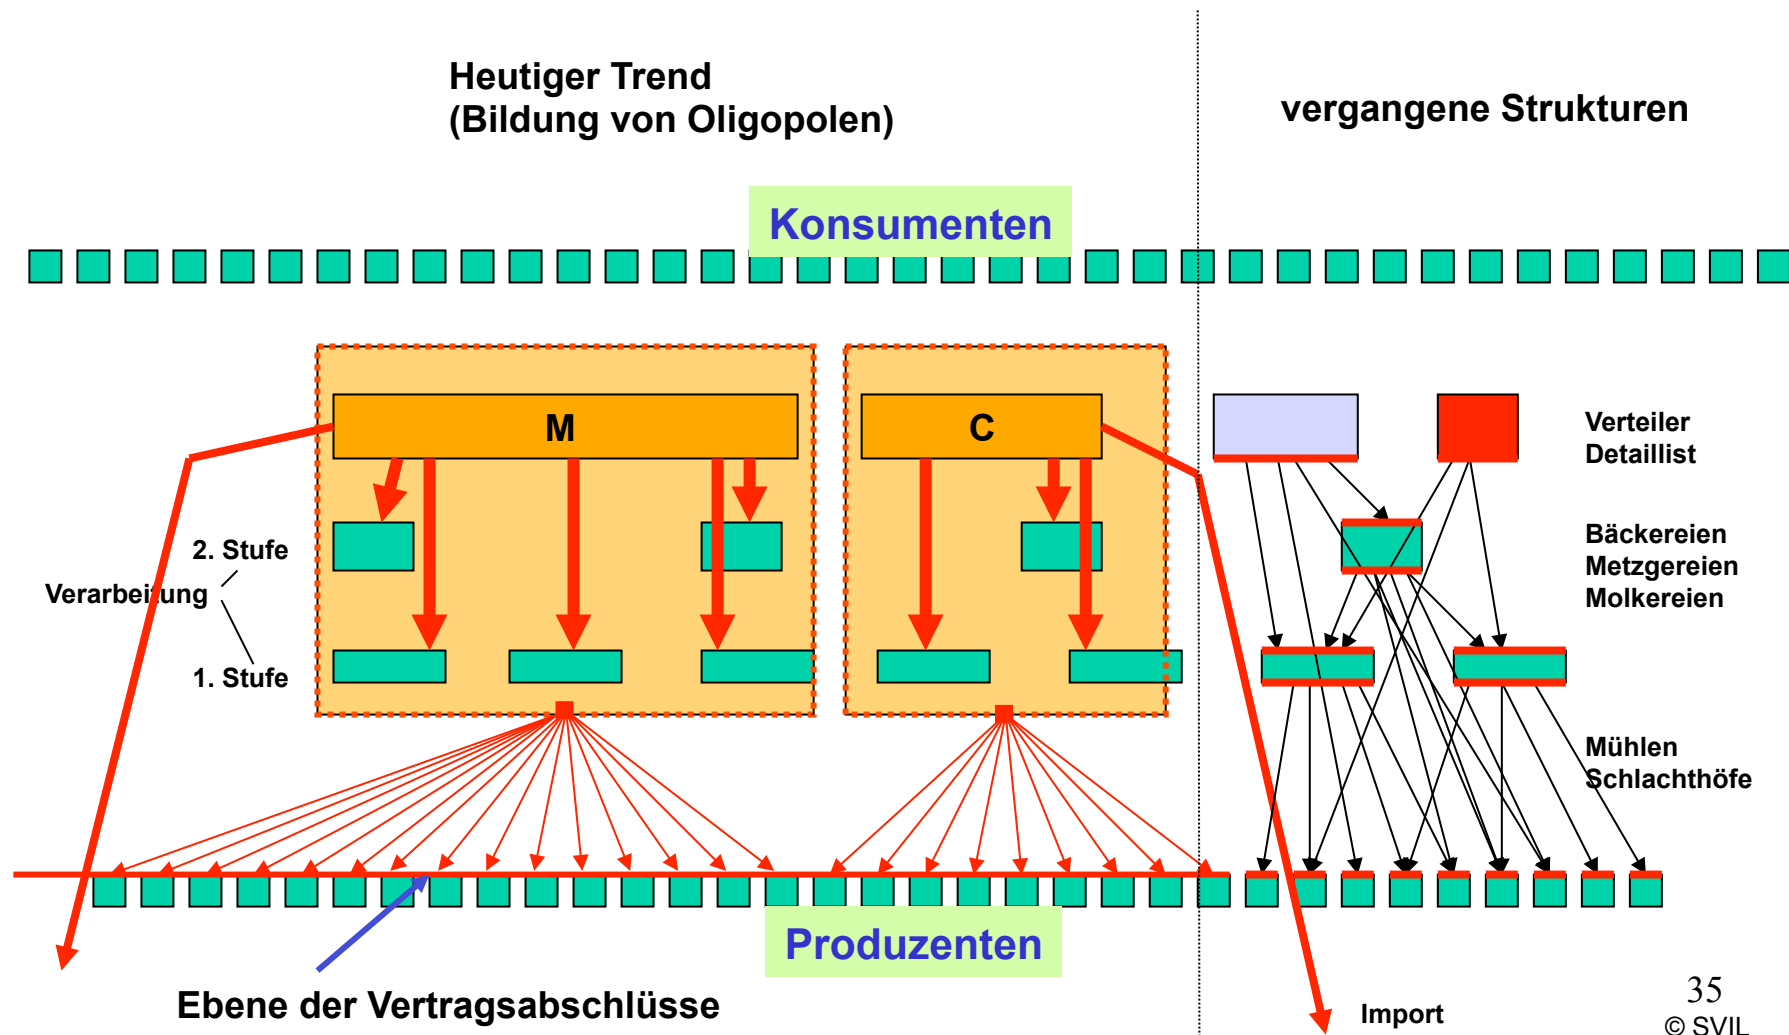 Heutiger Trend
(Bildung von Oligopolen)
vergangene Strukturen
Konsumenten
M
C
Verteiler
Detaillist
2. Stufe
Verarbeitung
1. Stufe
Bäckereien
Metzgereien
Molkereien
Mühlen
Schlachthöfe
Produzenten
Ebene der Vertragsabschlüsse
Import
35
© SVIL